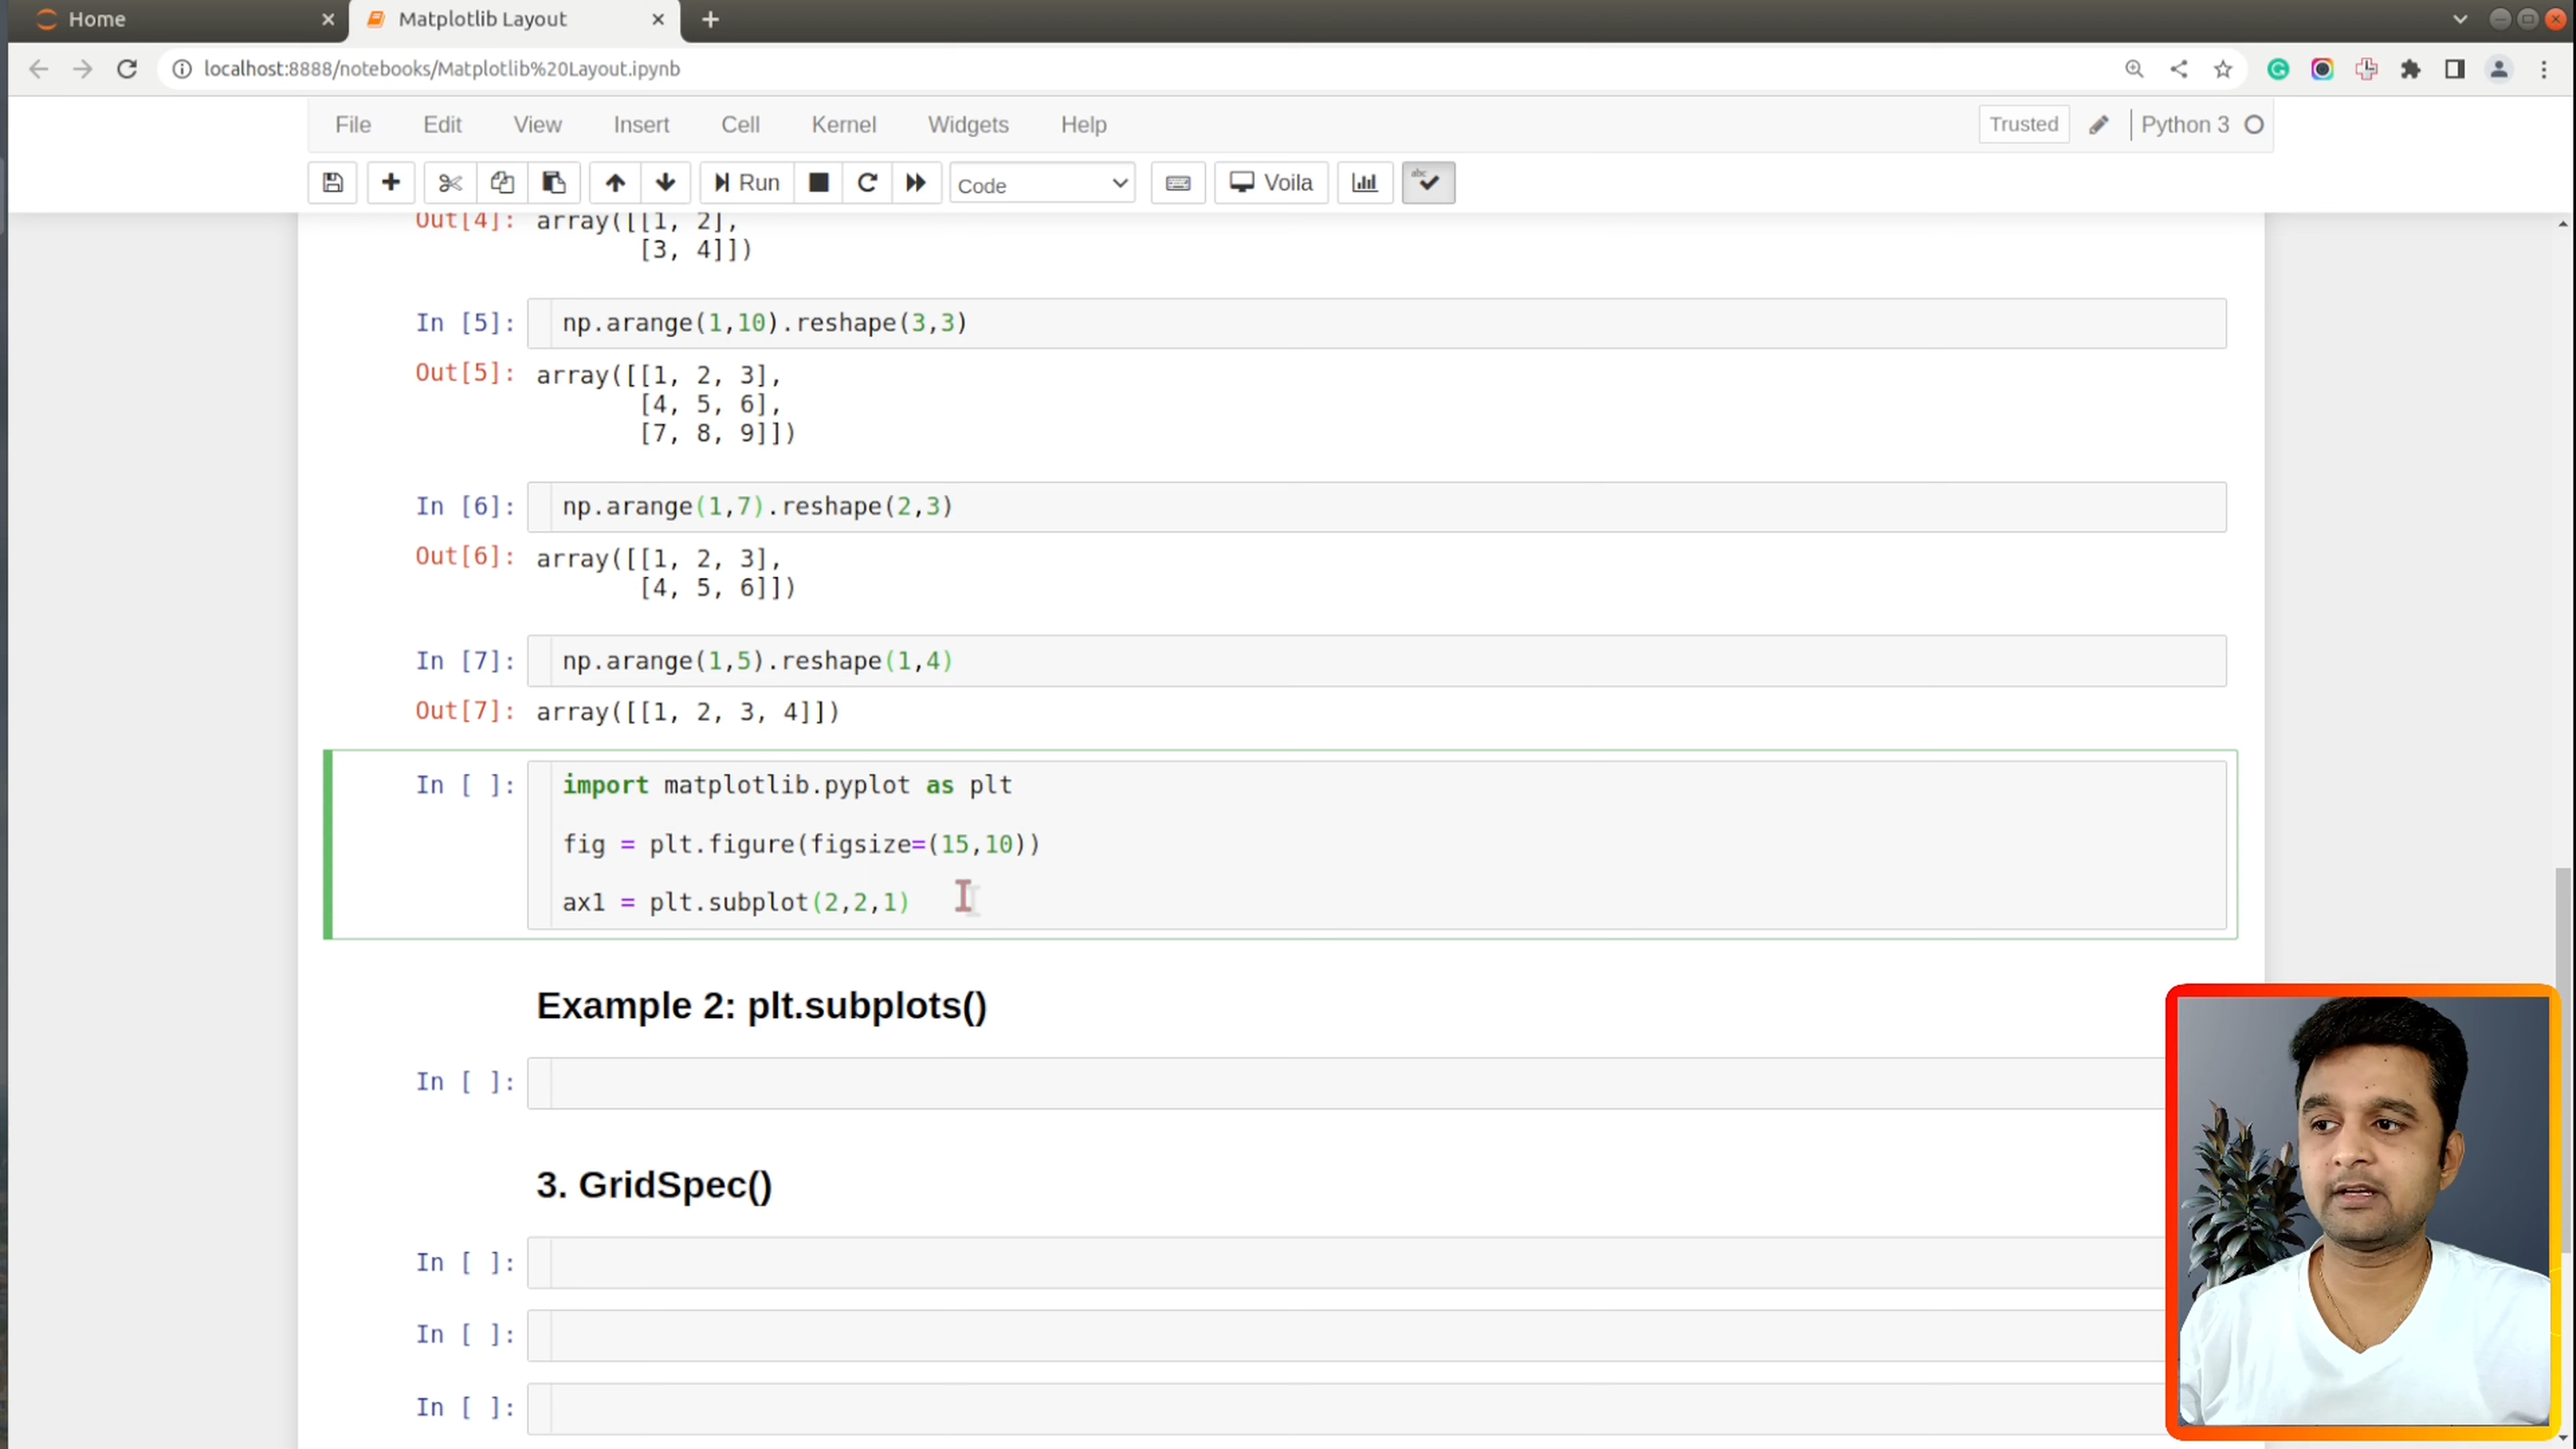 Home
Matplotlib Layout
localhost:8888/notebooks/Matplotlib%20Layout.ipynb
File Edit View Insert Cell Kernel Widgets Help
Trusted Python 3
Run Code Voila abc
Out[4]: array([[1, 2],
[3, 4]])
In [5]: np.arange(1,10).reshape(3,3)
Out[5]: array([[1, 2, 3],
[4, 5, 6],
[7, 8, 9]])
In [6]: np.arange(1,7).reshape(2,3)
Out[6]: array([[1, 2, 3],
[4, 5, 6]])
In [7]: np.arange(1,5).reshape(1,4)
Out[7]: array([[1, 2, 3, 4]])
In [ ]: import matplotlib.pyplot as plt
fig = plt.figure(figsize=(15,10))
ax1 = plt.subplot(2,2,1)
Example 2: plt.subplots()
In [ ]:
3. GridSpec()
In [ ]:
In [ ]:
In [ ]: